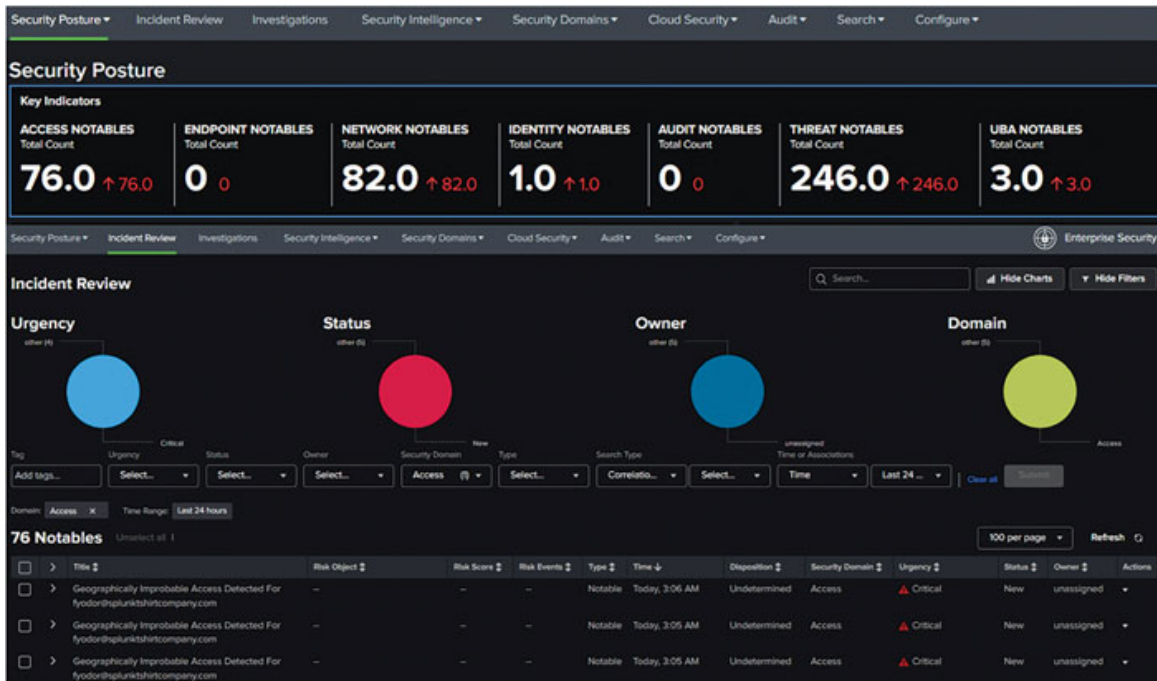 Security Posture Incident Review Investigations Security Intelligence Security Domains Cloud Security Audit Search Configure
Security Posture
Key Indicators
ACCESS NOTABLES ENDPOINT NOTABLES NETWORK NOTABLES IDENTITY NOTABLES AUDIT NOTABLES THREAT NOTABLES UBA NOTABLES
Total Count Total Count Total Count Total Count Total Count Total Count Total Count
76.0 ↑76.0 0 0 82.0 ↑82.0 1.0 ↑1.0 0 0 246.0 ↑246.0 3.0 ↑3.0
Security Posture Incident Review Investigations Security Intelligence Security Domains Cloud Security Audit Search Configure Enterprise Security
Incident Review Search... Hide Charts Hide Filters
Urgency Status Owner Domain
other (4) other (5) other (5) other (5)
Critical New unassigned Access
Tag Urgency Status Owner Security Domain Type Search Type Time or Associations
Add tags... Select... Select... Select... Access (1) Select... Correlatio... Select... Time Last 24 ... Clear all Submit
Domain: Access X Time Range: Last 24 hours
76 Notables Unselect all | 100 per page Refresh
Title Risk Object Risk Score Risk Events Type Time Disposition Security Domain Urgency Status Owner Actions
Geographically Improbable Access Detected For -- -- -- Notable Today, 3:06 AM Undetermined Access Critical New unassigned
fyodor@splunktshirtcompany.com
Geographically Improbable Access Detected For -- -- -- Notable Today, 3:05 AM Undetermined Access Critical New unassigned
fyodor@splunktshirtcompany.com
Geographically Improbable Access Detected For -- -- -- Notable Today, 3:05 AM Undetermined Access Critical New unassigned
fyodor@splunktshirtcompany.com